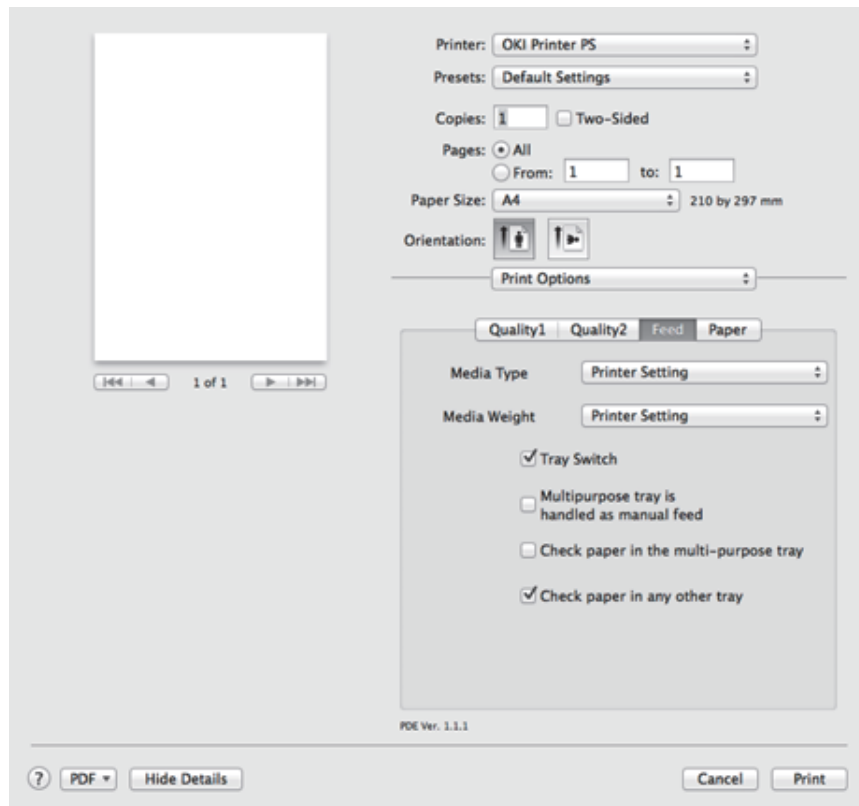 Printer: OKI Printer PS
Presets: Default Settings
Copies: 1 Two-Sided
Pages: All
From: 1 to: 1
Paper Size: A4 210 by 297 mm
Orientation:
Print Options
Quality1 Quality2 Feed Paper
Media Type Printer Setting
1 of 1
Media Weight Printer Setting
Tray Switch
Multipurpose tray is
handled as manual feed
Check paper in the multi-purpose tray
Check paper in any other tray
PDE Ver. 1.1.1
? PDF Hide Details Cancel Print